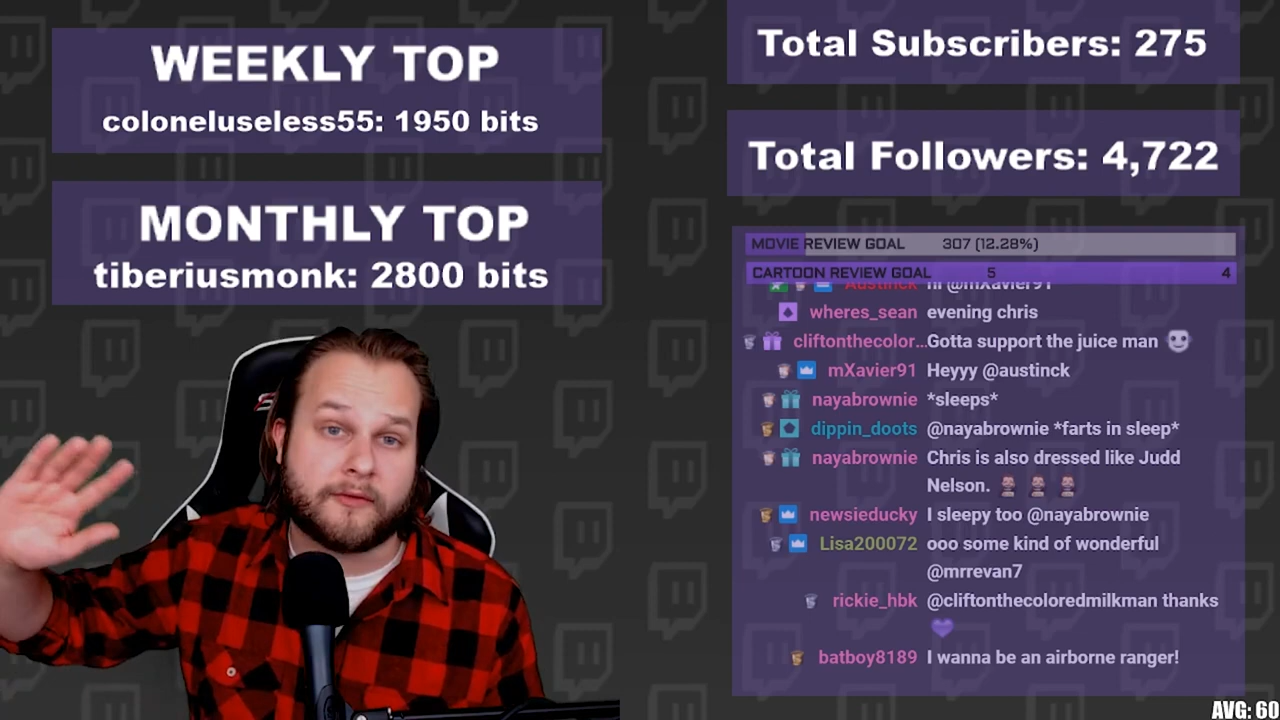 WEEKLY TOP
coloneluseless55: 1950 bits
MONTHLY TOP
tiberiusmonk: 2800 bits
Total Subscribers: 275
Total Followers: 4,722
MOVIE REVIEW GOAL 307 (12.28%)
CARTOON REVIEW GOAL 5 4
Austinck hi @mXavier91
wheres_sean evening chris
cliftonthecolor... Gotta support the juice man
mXavier91 Heyyy @austinck
nayabrownie *sleeps*
dippin_doots @nayabrownie *farts in sleep*
nayabrownie Chris is also dressed like Judd
Nelson.
newsieducky I sleepy too @nayabrownie
Lisa200072 ooo some kind of wonderful
@mrrevan7
rickie_hbk @cliftonthecoloredmilkman thanks
batboy8189 I wanna be an airborne ranger!
AVG: 60